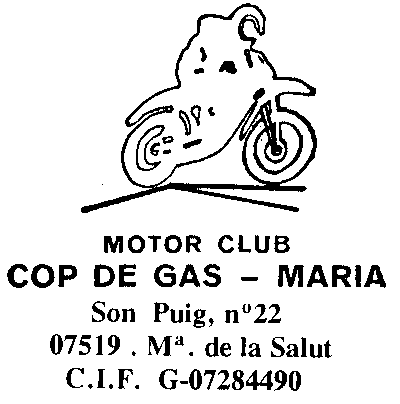 MOTOR CLUB
COP DE GAS – MARIA
Son Puig, nº22
07519 . Mª. de la Salut
C.I.F. G-07284490